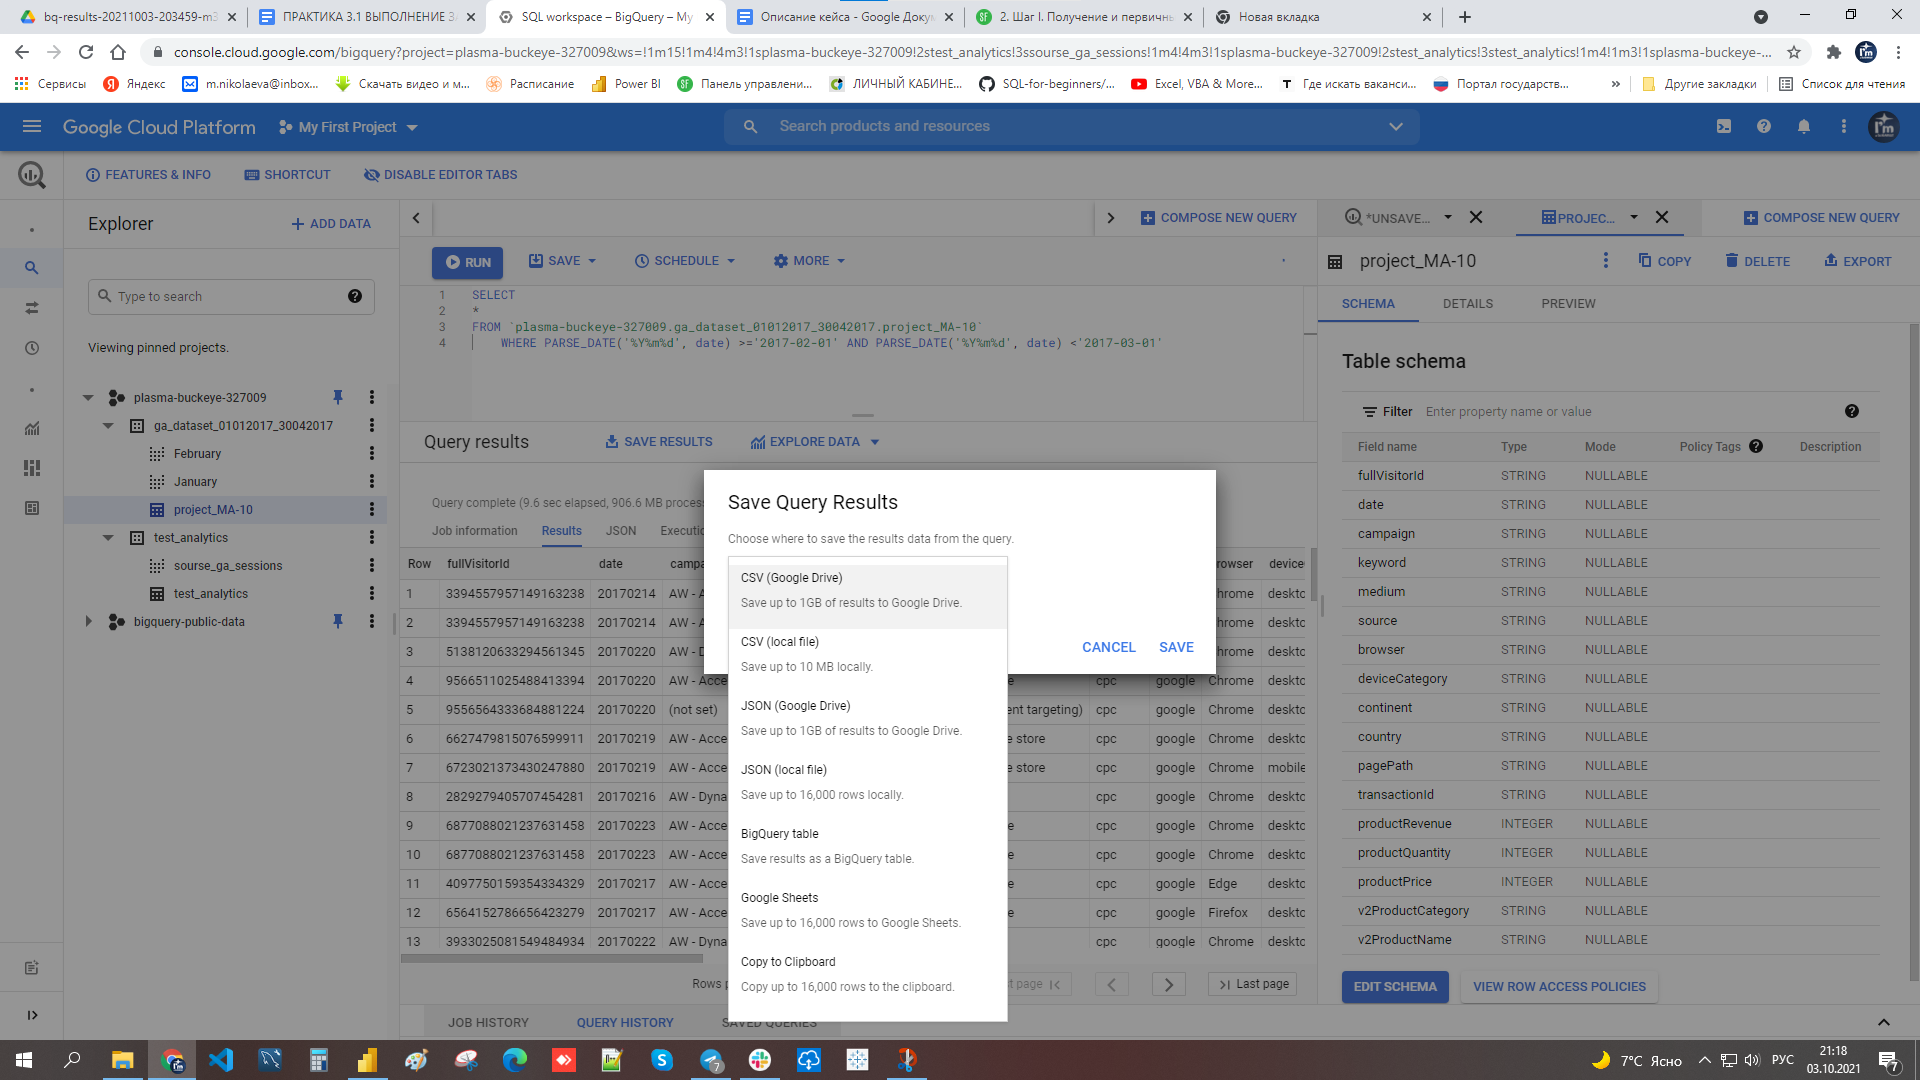 bq-results-20211003-203459-m3
ПРАКТИКА 3.1 ВЫПОЛНЕНИЕ ЗА
SQL workspace – BigQuery – My
Описание кейса - Google Докум
2. Шаг I. Получение и первичны
Новая вкладка
console.cloud.google.com/bigquery?project=plasma-buckeye-327009&ws=!1m15!1m4!4m3!1splasma-buckeye-327009!2stest_analytics!3ssourse_ga_sessions!1m4!4m3!1splasma-buckeye-327009!2stest_analytics!3stest_analytics!1m4!1m3!1splasma-buckeye-...
Сервисы
Яндекс
m.nikolaeva@inbox...
Скачать видео и м...
Расписание
Power BI
Панель управлени...
ЛИЧНЫЙ КАБИНЕ...
SQL-for-beginners/...
Excel, VBA & More...
Где искать ваканси...
Портал государств...
»
Другие закладки
Список для чтения
Google Cloud Platform
My First Project
Search products and resources
FEATURES & INFO
SHORTCUT
DISABLE EDITOR TABS
Explorer
ADD DATA
Type to search
Viewing pinned projects.
plasma-buckeye-327009
ga_dataset_01012017_30042017
February
January
project_MA-10
test_analytics
sourse_ga_sessions
test_analytics
bigquery-public-data
COMPOSE NEW QUERY
RUN
SAVE
SCHEDULE
MORE
1 SELECT
2 *
3 FROM `plasma-buckeye-327009.ga_dataset_01012017_30042017.project_MA-10`
4 WHERE PARSE_DATE('%Y%m%d', date) >='2017-02-01' AND PARSE_DATE('%Y%m%d', date) <'2017-03-01'
Query results
SAVE RESULTS
EXPLORE DATA
Query complete (9.6 sec elapsed, 906.6 MB process
Job information
Results
JSON
Executio
Row fullVisitorId date campa rowser device
1 3394557957149163238 20170214 AW - A hrome deskto
2 3394557957149163238 20170214 AW - A hrome deskto
3 5138120633294561345 20170220 AW - D hrome deskto
4 9566511025488413394 20170220 AW - Acce e cpc google Chrome deskto
5 9556564333684881224 20170220 (not set) ent targeting) cpc google Chrome deskto
6 6627479815076599911 20170219 AW - Acce e store cpc google Chrome deskto
7 6723021373430247880 20170219 AW - Acce e store cpc google Chrome mobile
8 2829279405707454281 20170216 AW - Dyna cpc google Chrome deskto
9 6877088021237631458 20170223 AW - Acce e cpc google Chrome deskto
10 6877088021237631458 20170223 AW - Acce e cpc google Chrome deskto
11 4097750159354334329 20170217 AW - Acce e cpc google Edge deskto
12 6564152786656423279 20170217 AW - Acce e cpc google Firefox deskto
13 3933025081549484934 20170222 AW - Dyna cpc google Chrome deskto
Rows p
st page
Last page
JOB HISTORY
QUERY HISTORY
SAVED QUERIES
Save Query Results
Choose where to save the results data from the query.
CSV (Google Drive)
Save up to 1GB of results to Google Drive.
CSV (local file)
Save up to 10 MB locally.
JSON (Google Drive)
Save up to 1GB of results to Google Drive.
JSON (local file)
Save up to 16,000 rows locally.
BigQuery table
Save results as a BigQuery table.
Google Sheets
Save up to 16,000 rows to Google Sheets.
Copy to Clipboard
Copy up to 16,000 rows to the clipboard.
CANCEL
SAVE
*UNSAVE...
PROJEC...
COMPOSE NEW QUERY
project_MA-10
COPY
DELETE
EXPORT
SCHEMA
DETAILS
PREVIEW
Table schema
Filter Enter property name or value
Field name Type Mode Policy Tags Description
fullVisitorId STRING NULLABLE
date STRING NULLABLE
campaign STRING NULLABLE
keyword STRING NULLABLE
medium STRING NULLABLE
source STRING NULLABLE
browser STRING NULLABLE
deviceCategory STRING NULLABLE
continent STRING NULLABLE
country STRING NULLABLE
pagePath STRING NULLABLE
transactionId STRING NULLABLE
productRevenue INTEGER NULLABLE
productQuantity INTEGER NULLABLE
productPrice INTEGER NULLABLE
v2ProductCategory STRING NULLABLE
v2ProductName STRING NULLABLE
EDIT SCHEMA
VIEW ROW ACCESS POLICIES
7
7°C Ясно
РУС
21:18
03.10.2021
7